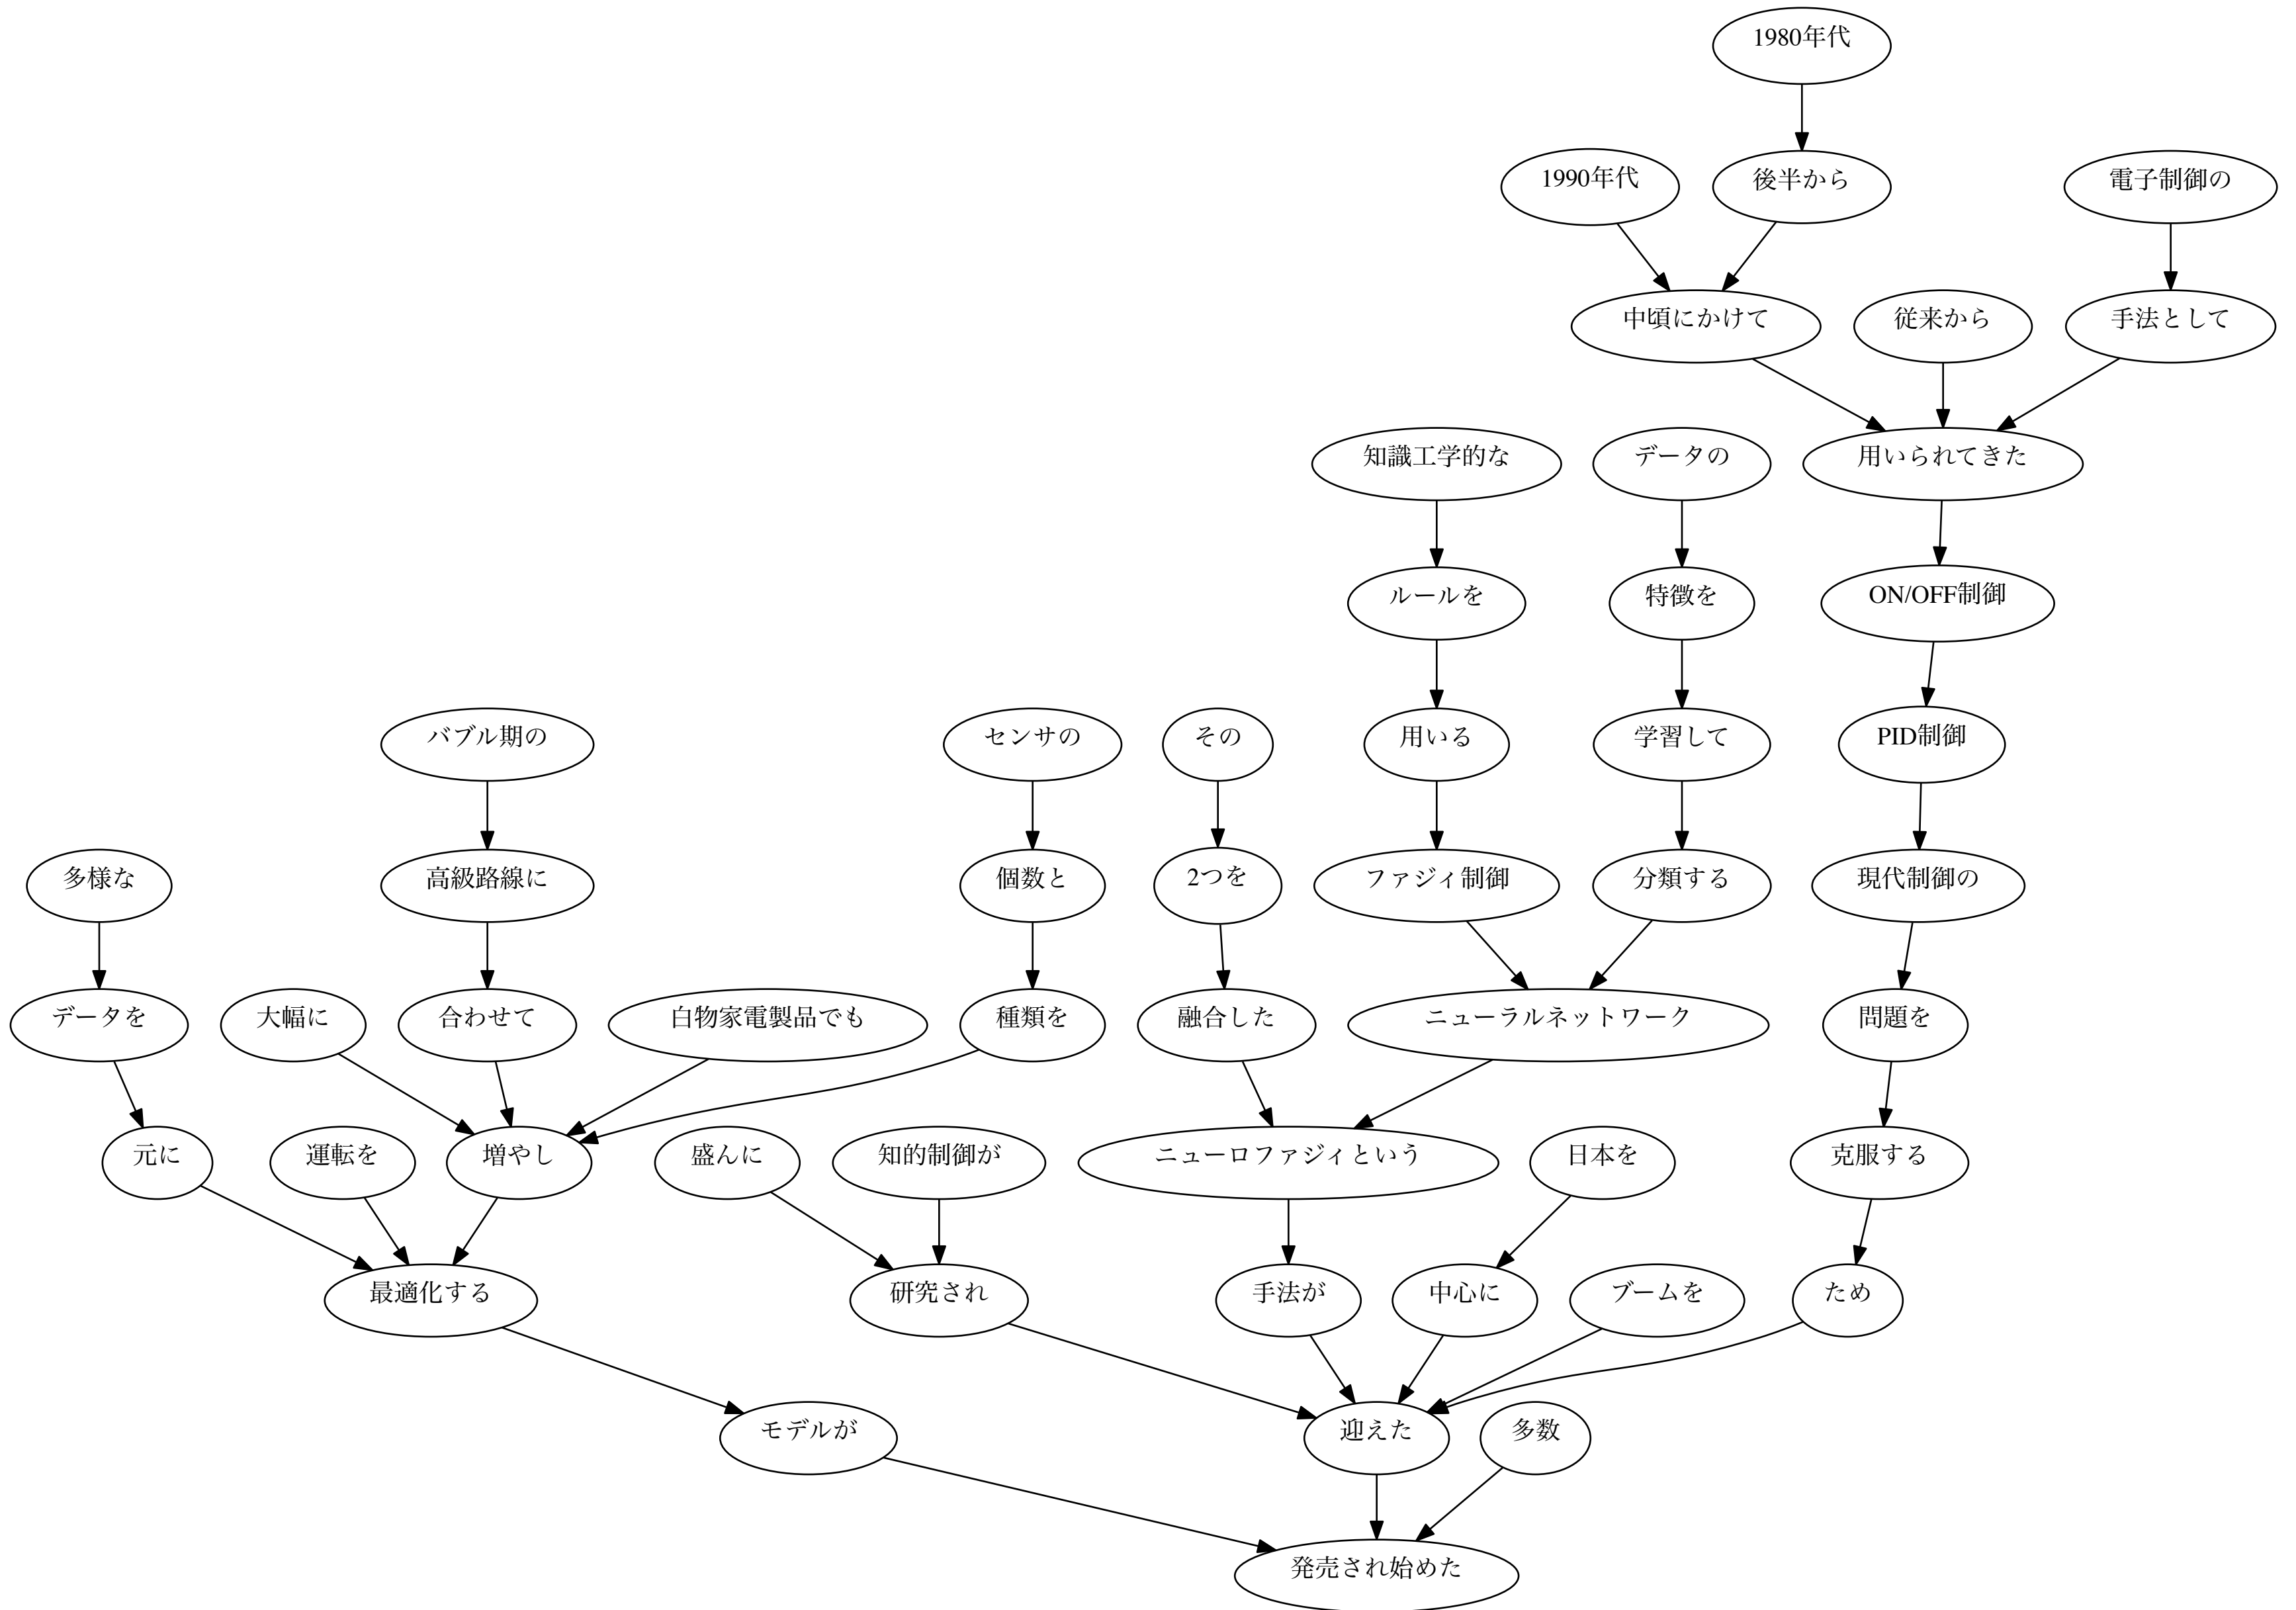 1980年代
1990年代
後半から
電子制御の
中頃にかけて
従来から
手法として
知識工学的な
データの
用いられてきた
ルールを
特徴を
ON/OFF制御
バブル期の
センサの
その
用いる
学習して
PID制御
多様な
高級路線に
個数と
2つを
ファジィ制御
分類する
現代制御の
データを
大幅に
合わせて
白物家電製品でも
種類を
融合した
ニューラルネットワーク
問題を
元に
運転を
増やし
盛んに
知的制御が
ニューロファジィという
日本を
克服する
最適化する
研究され
手法が
中心に
ブームを
ため
モデルが
迎えた
多数
発売され始めた